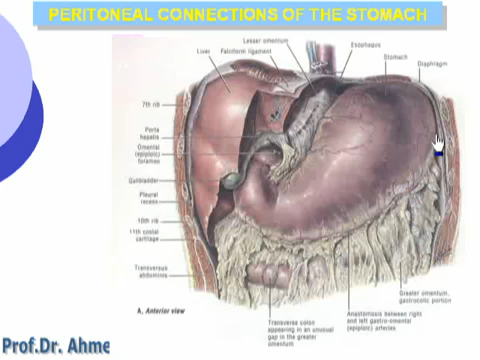 PERITONEAL CONNECTIONS OF THE STOMACH
Lesser omentum
Esophagus
Liver
Falciform ligament
Stomach
Diaphragm
7th rib
Porta
hepatis
Omental
(epiploic)
foramen
Gallbladder
Pleural
recess
10th rib
11th costal
cartilage
Transversus
abdominis
A. Anterior view
Transverse colon
appearing in an unusual
gap in the greater
omentum
Anastomosis between right
and left gastro-omental
(epiploic) arteries
Greater omentum,
gastrocolic portion
Prof.Dr. Ahme